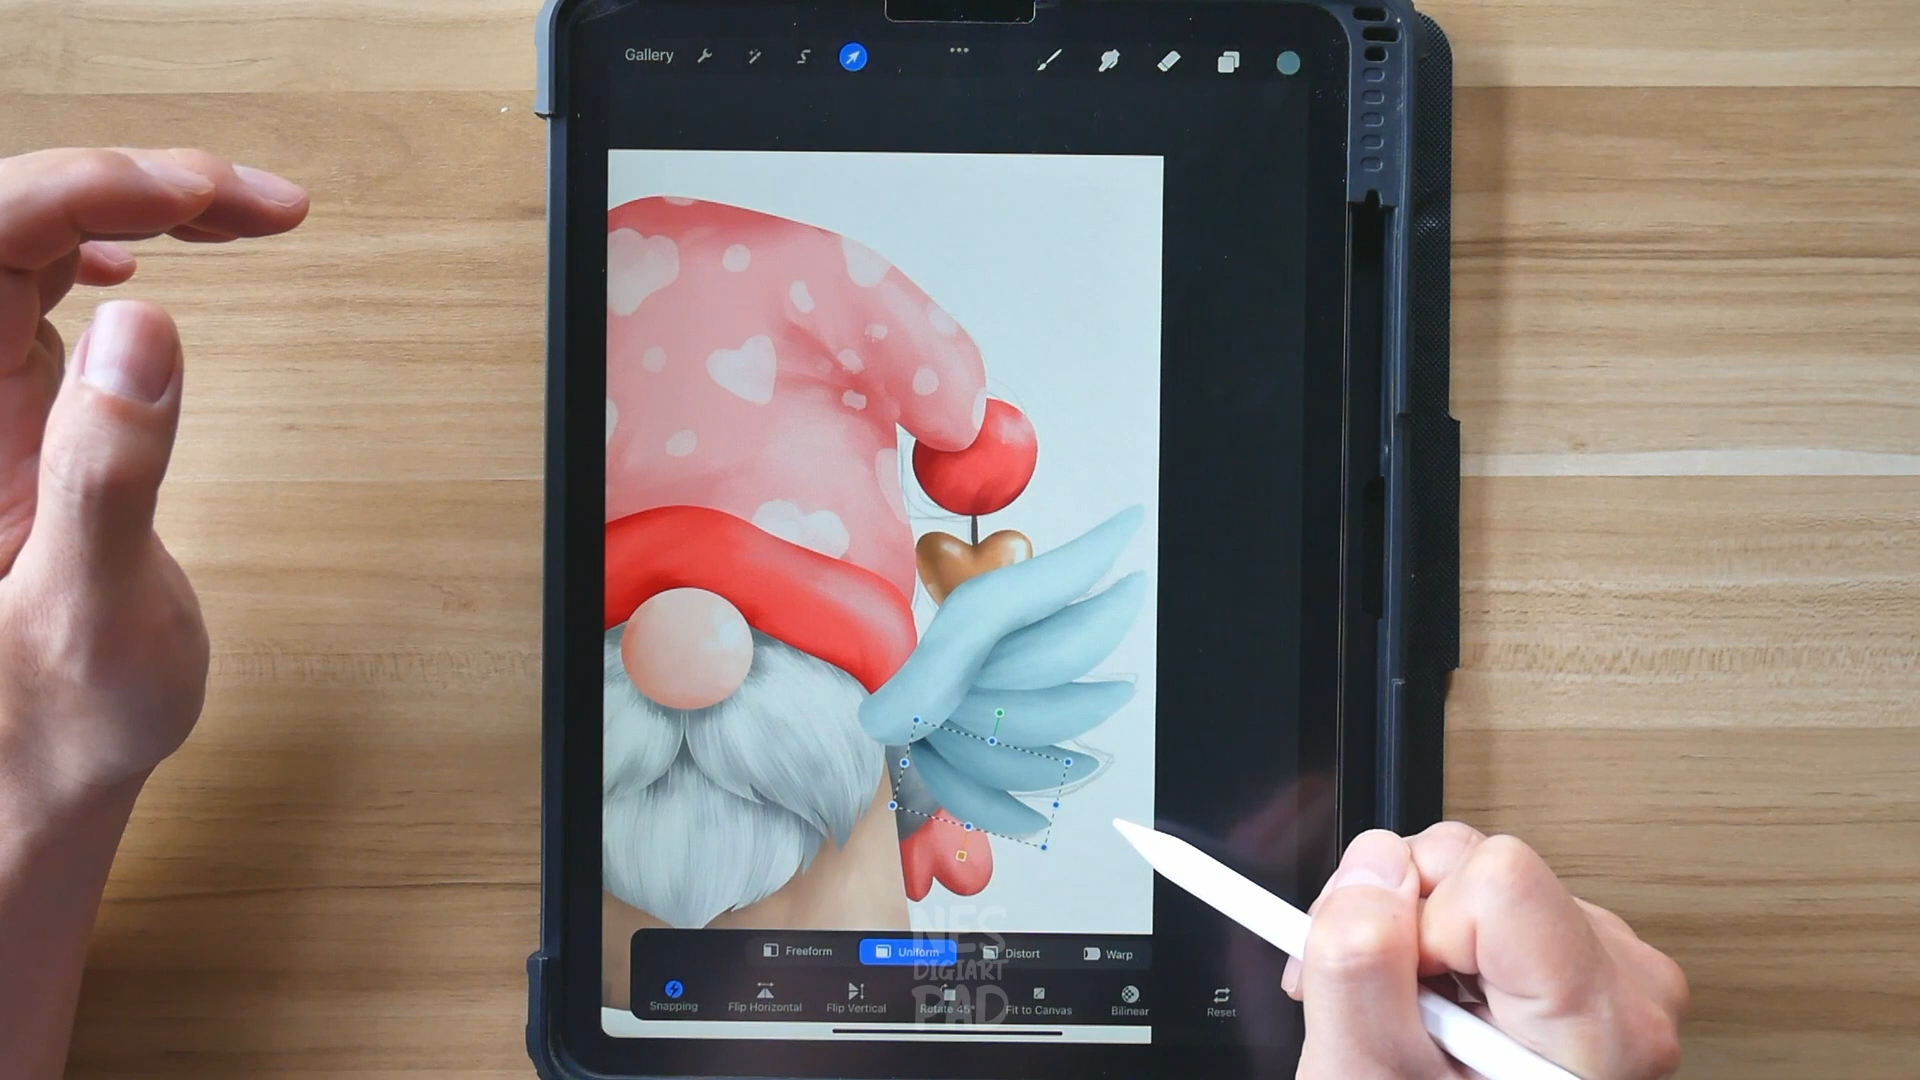 Gallery
Freeform Uniform Distort Warp
Snapping Flip Horizontal Flip Vertical Rotate 45° Fit to Canvas Bilinear Reset
NES
DIGIART
PAD